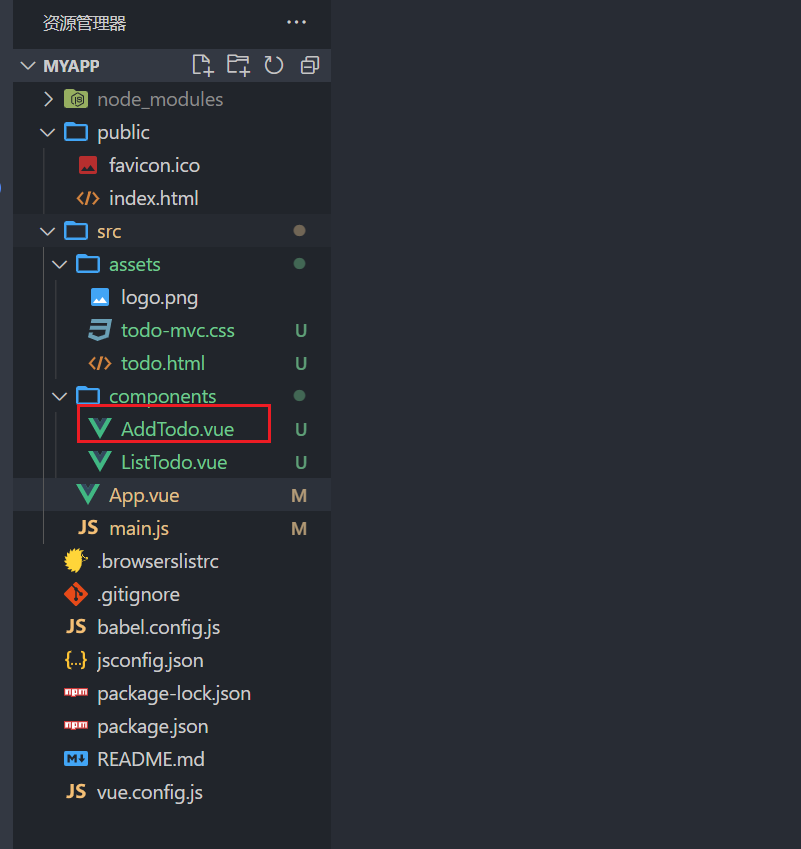 资源管理器 ...
MYAPP
node_modules
public
favicon.ico
index.html
src
assets
logo.png
todo-mvc.css U
todo.html U
components
AddTodo.vue U
ListTodo.vue U
App.vue M
JS main.js M
.browserslistrc
.gitignore
JS babel.config.js
{..} jsconfig.json
npm package-lock.json
npm package.json
M README.md
JS vue.config.js